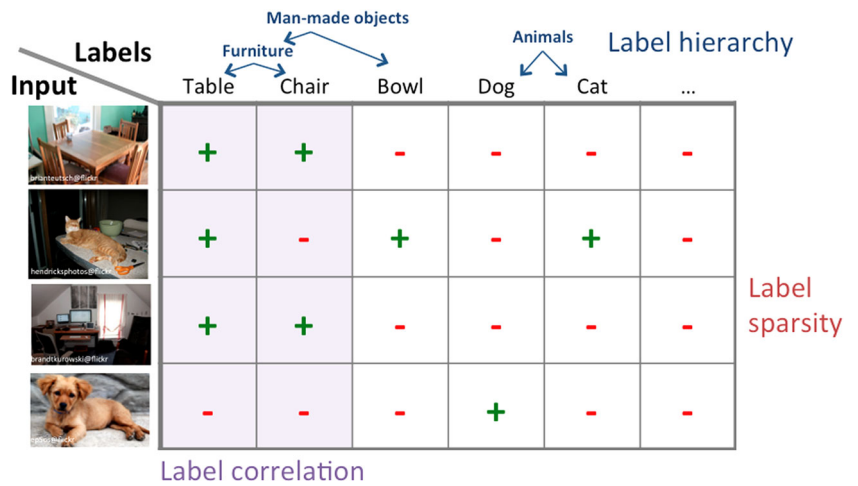 Man-made objects
Labels
Furniture
Animals
Label hierarchy
Input
Table Chair Bowl Dog Cat ...
+ + - - - -
brianteutsch@flickr
+ - + - + -
hendricksphotos@flickr
+ + - - - -
brandtkurowski@flickr
Label
sparsity
- - - + - -
Label correlation